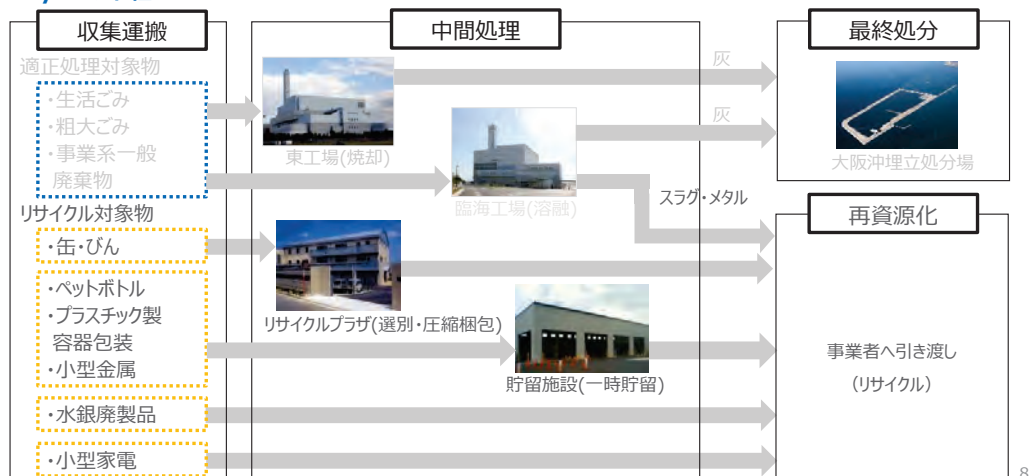 収集運搬
適正処理対象物
・生活ごみ
・粗大ごみ
・事業系一般
廃棄物
リサイクル対象物
・缶・びん
・ペットボトル
・プラスチック製
容器包装
・小型金属
・水銀廃製品
・小型家電
中間処理
東工場(焼却)
臨海工場(溶融)
リサイクルプラザ(選別・圧縮梱包)
貯留施設(一時貯留)
灰
灰
スラグ・メタル
最終処分
大阪沖埋立処分場
再資源化
事業者へ引き渡し
(リサイクル)
8